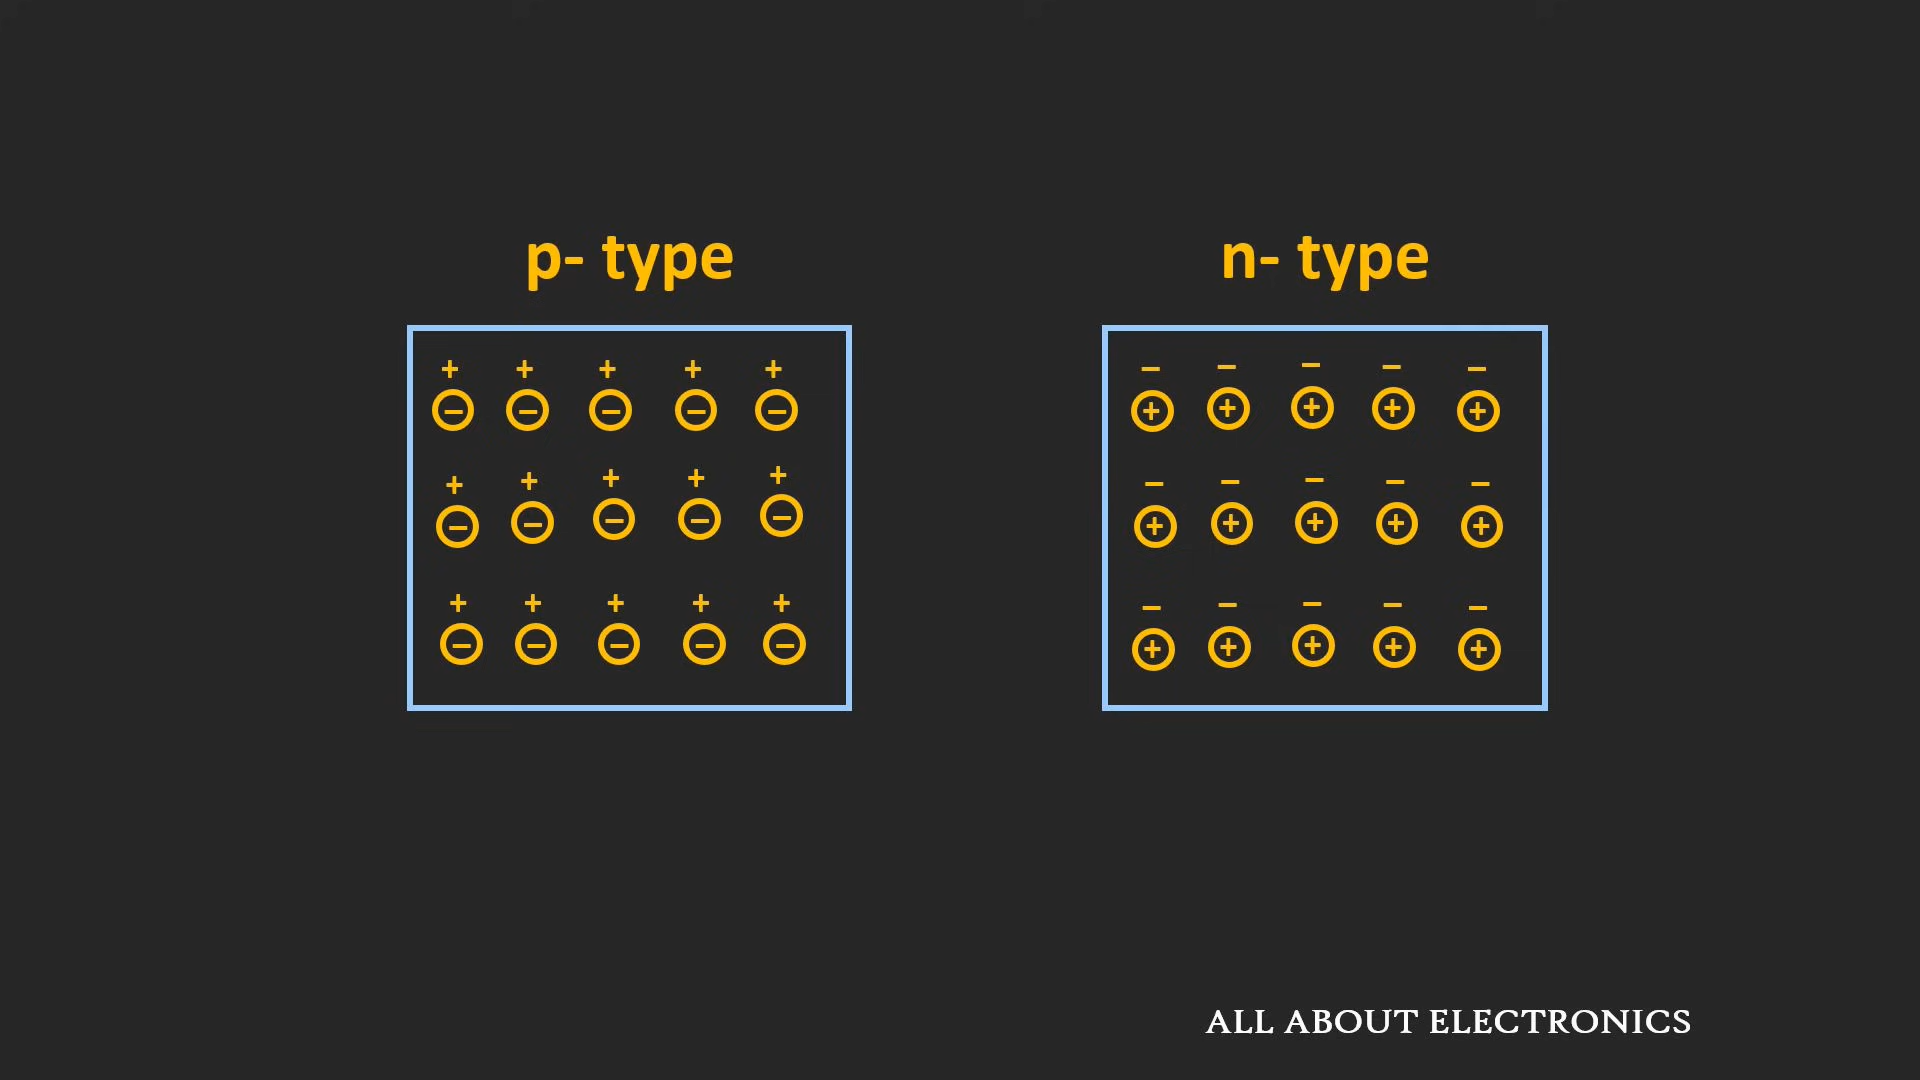 p- type
n- type
+ + + + +
− − − − −
− − − − −
+ + + + +
+ + + + +
− − − − −
− − − − −
+ + + + +
+ + + + +
− − − − −
− − − − −
+ + + + +
ALL ABOUT ELECTRONICS